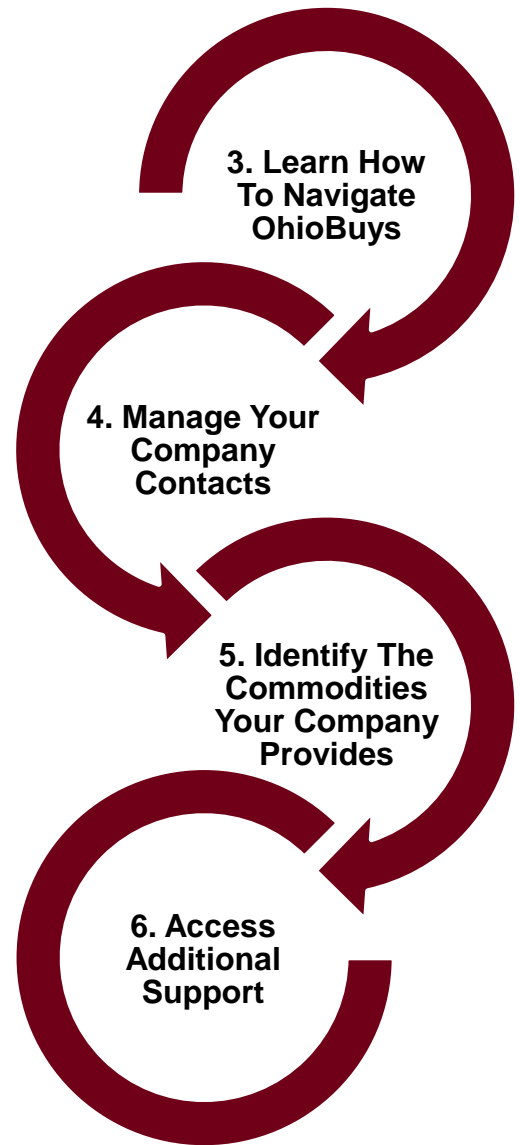 3. Learn How
To Navigate
OhioBuys
4. Manage Your
Company
Contacts
5. Identify The
Commodities
Your Company
Provides
6. Access
Additional
Support